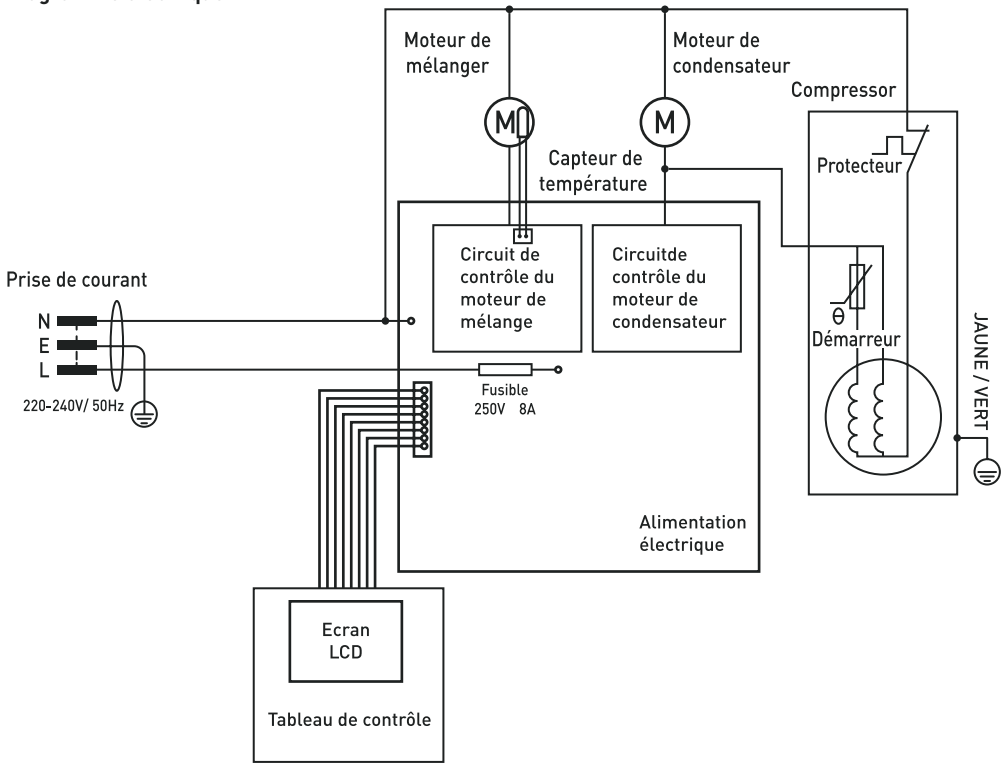 Moteur de
mélanger
Moteur de
condensateur
Compressor
M
M
Capteur de
température
Protecteur
Circuit de
contrôle du
moteur de
mélange
Circuitde
contrôle du
moteur de
condensateur
Prise de courant
N
E
L
220-240V/ 50Hz
θ
Démarreur
JAUNE / VERT
Fusible
250V 8A
Alimentation
électrique
Ecran
LCD
Tableau de contrôle